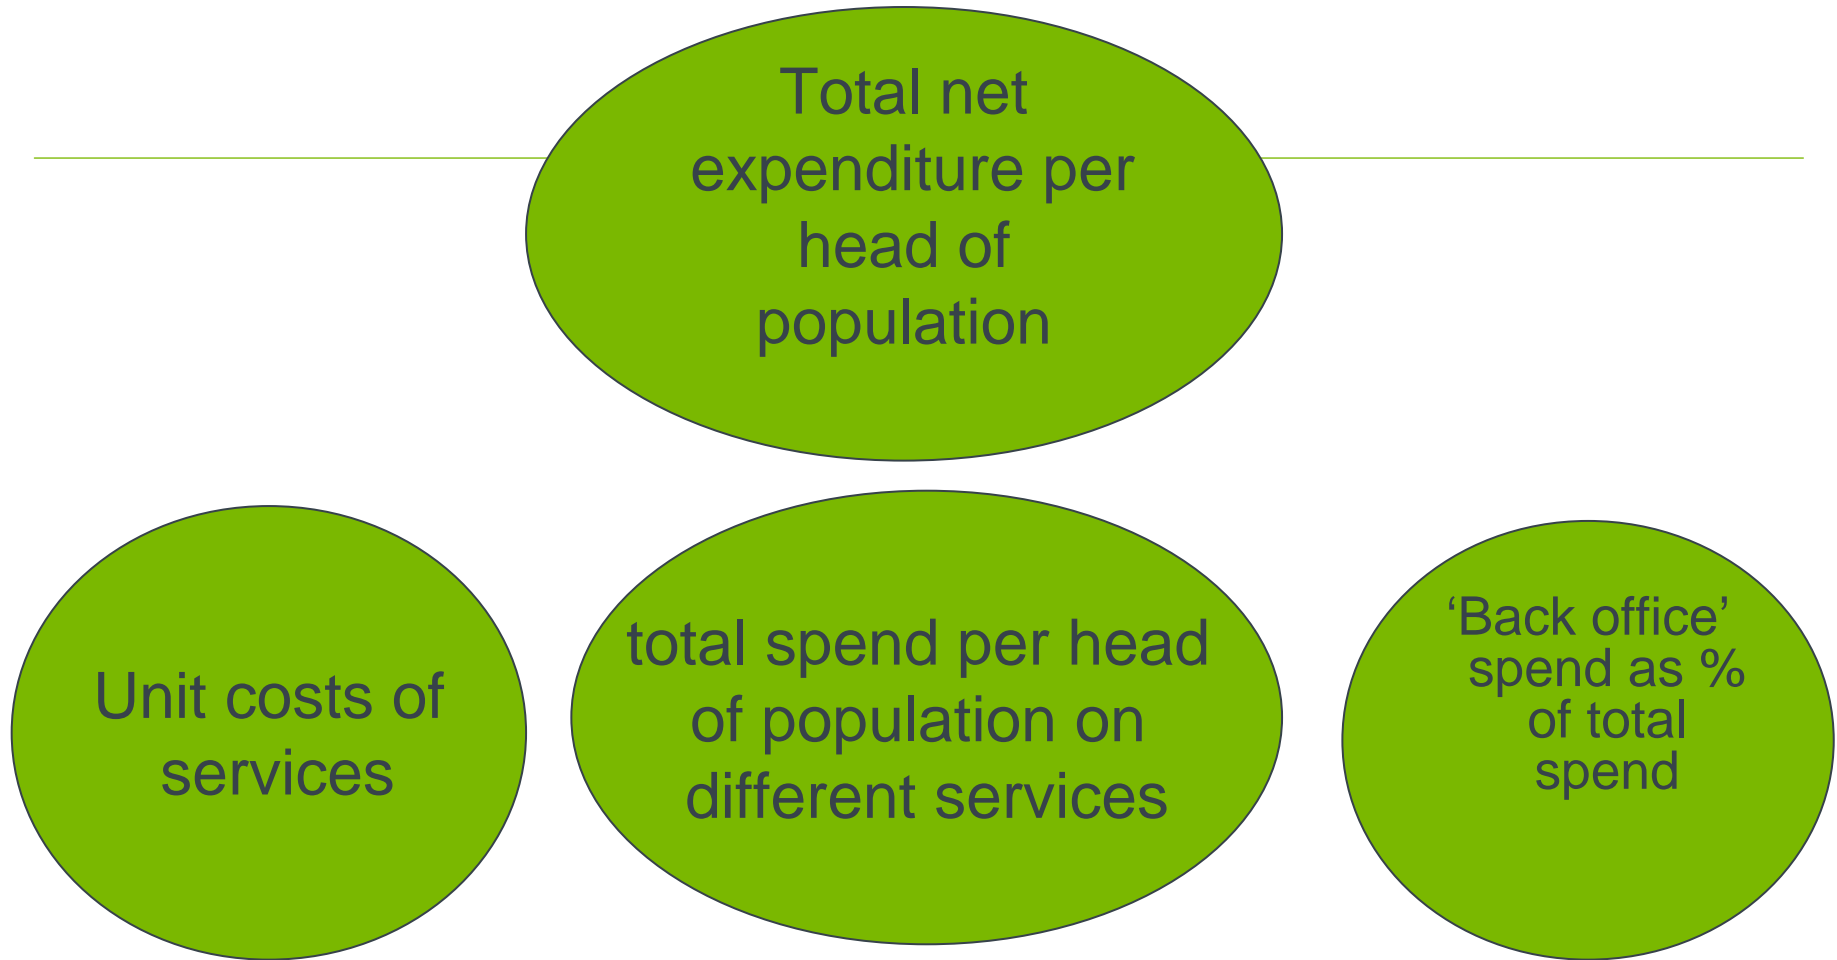 Total net
expenditure per
head of
population
Unit costs of
services
total spend per head
of population on
different services
‘Back office’
spend as %
of total
spend